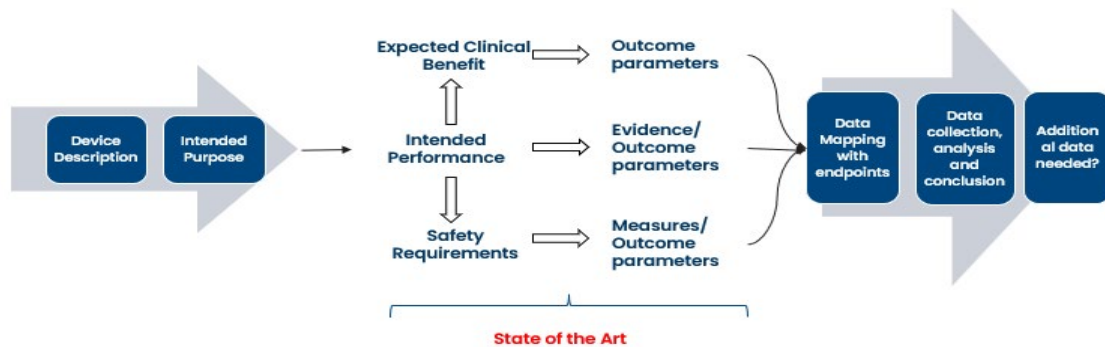 Device
Description
Intended
Purpose
Expected Clinical
Benefit
Outcome
parameters
Intended
Performance
Evidence/
Outcome
parameters
Safety
Requirements
Measures/
Outcome
parameters
Data
Mapping
with
endpoints
Data
collection,
analysis
and
conclusion
Addition
al data
needed?
State of the Art